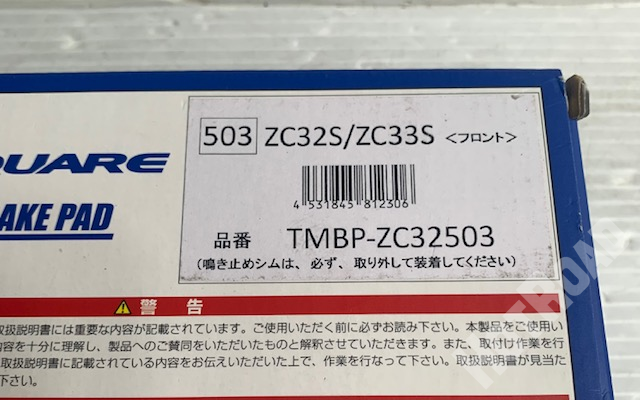 503 ZC32S/ZC33S <フロント>
QUARE
4 531845 812306
AKE PAD
品番 TMBP-ZC32503
(鳴き止めシムは、必ず、取り外して装着してください)
警告
取扱説明書には重要な内容が記載されています。ご使用いただく前に必ずお読み下さい。本製品をご使用い
内容を十分に理解し、製品へのご賛同をいただいたものと解釈させていただきます。また、取付け作業を行
取扱説明書に記載されている内容をお伝えいただいた上で、作業を行なって下さい。取扱説明書が見当た
下さい。